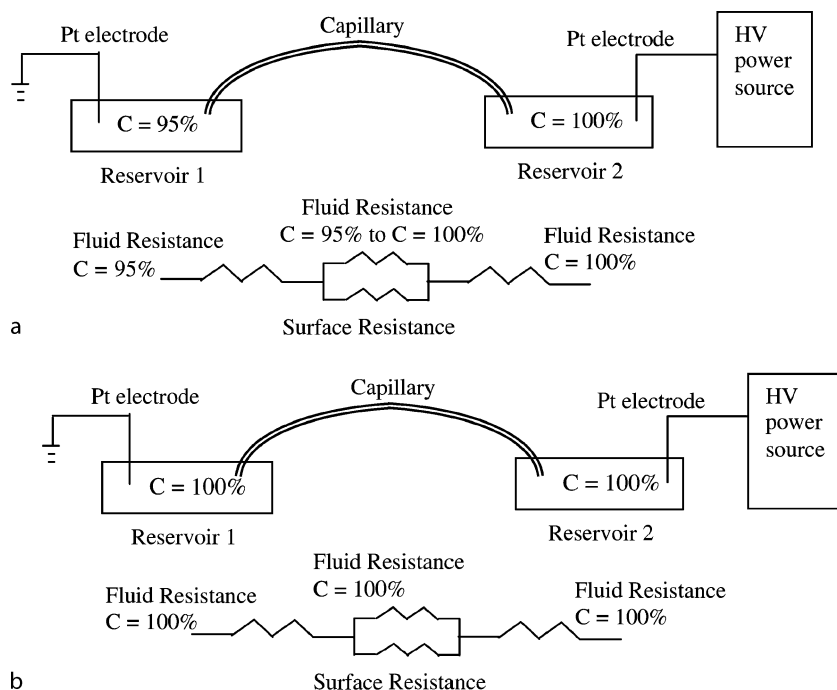 Capillary
Pt electrode
Pt electrode
HV
power
source
C = 95%
C = 100%
Reservoir 1
Reservoir 2
Fluid Resistance
C = 95% to C = 100%
Fluid Resistance
C = 95%
Fluid Resistance
C = 100%
Surface Resistance
a
Capillary
Pt electrode
Pt electrode
HV
power
source
C = 100%
C = 100%
Reservoir 1
Reservoir 2
Fluid Resistance
C = 100%
Fluid Resistance
C = 100%
Fluid Resistance
C = 100%
Surface Resistance
b